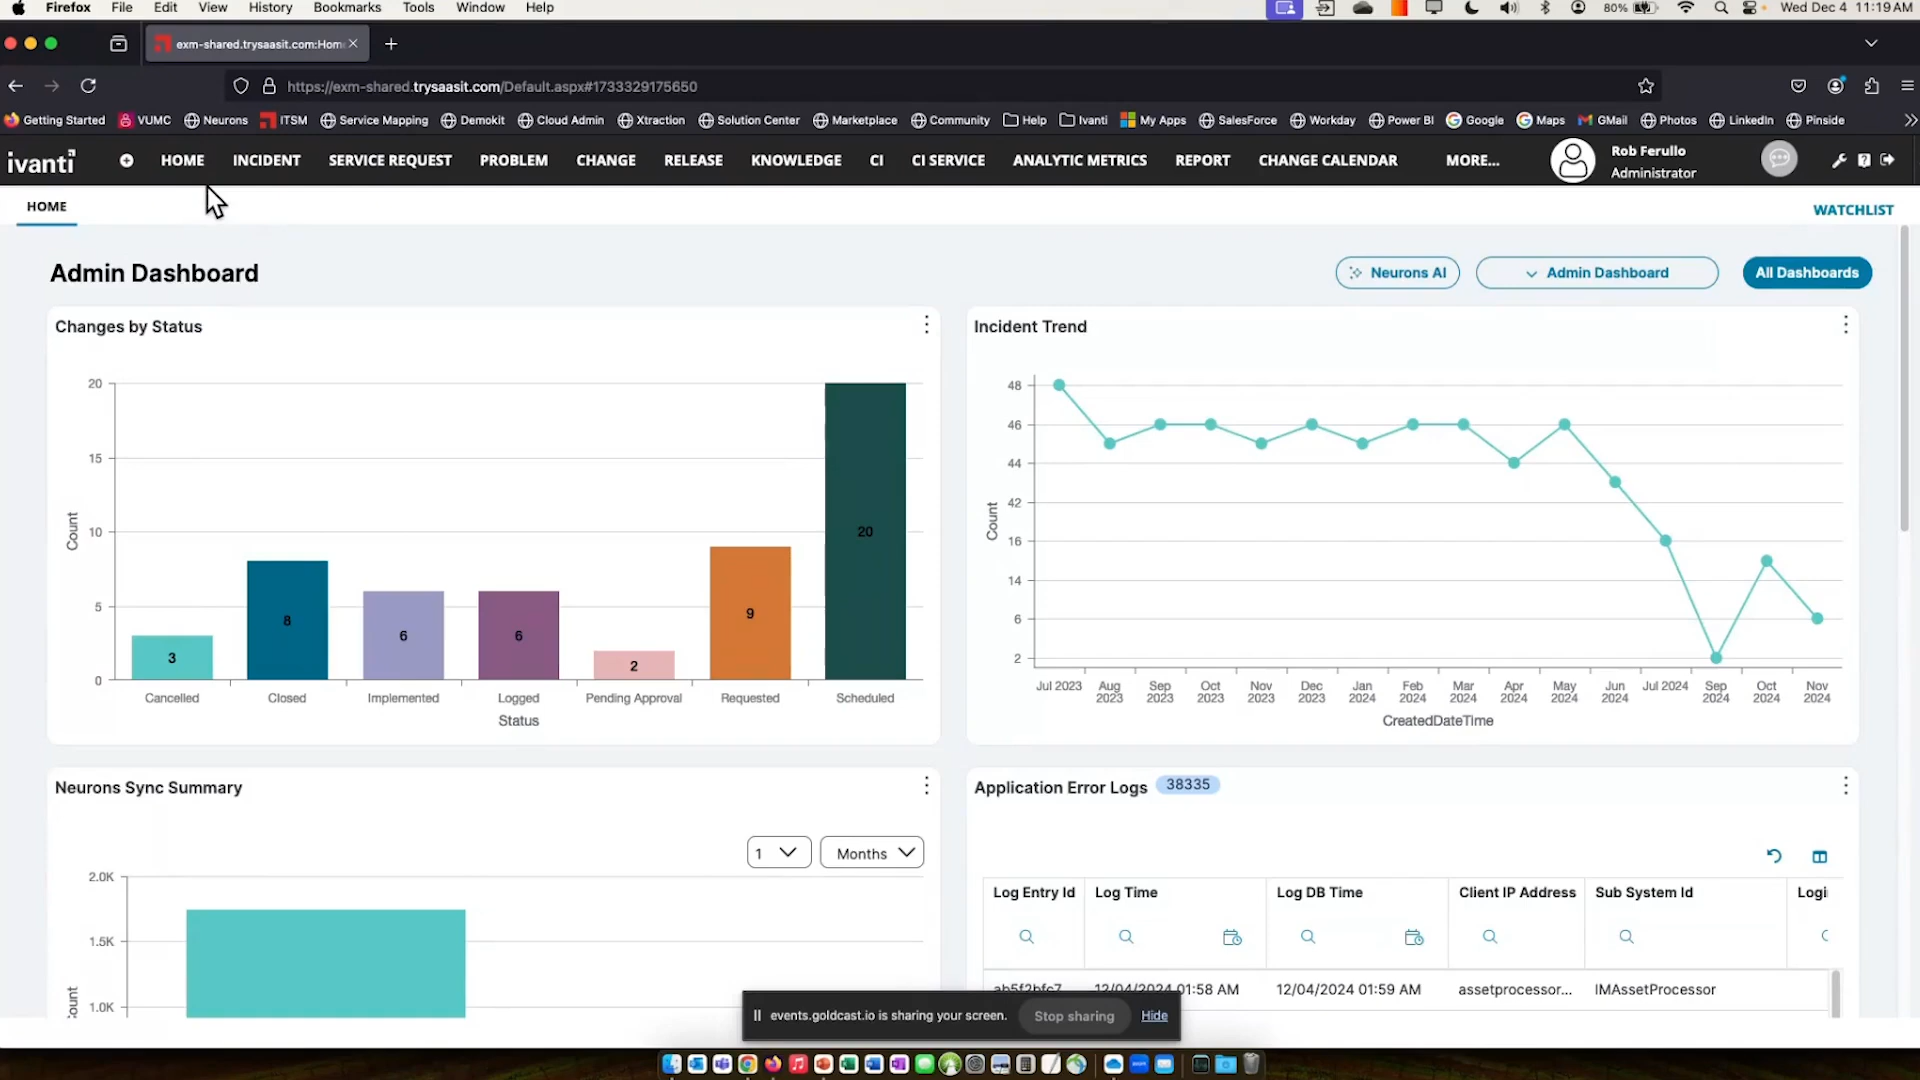 Firefox File Edit View History Bookmarks Tools Window Help 80% Wed Dec 4 11:19 AM
exm-shared.trysaasit.com:Hom
https://exm-shared.trysaasit.com/Default.aspx#1733329175650
Getting Started VUMC Neurons ITSM Service Mapping Demokit Cloud Admin Xtraction Solution Center Marketplace Community Help Ivanti My Apps SalesForce Workday Power BI Google Maps GMail Photos LinkedIn Pinside
ivanti HOME INCIDENT SERVICE REQUEST PROBLEM CHANGE RELEASE KNOWLEDGE CI CI SERVICE ANALYTIC METRICS REPORT CHANGE CALENDAR MORE...
Rob Ferullo
Administrator
HOME
WATCHLIST
Admin Dashboard
Neurons AI Admin Dashboard All Dashboards
Changes by Status
20
15
10
5
0
Count
3 8 6 6 2 9 20
Cancelled Closed Implemented Logged Pending Approval Requested Scheduled
Status
Incident Trend
48
46
44
42
16
14
6
2
Count
Jul 2023 Aug 2023 Sep 2023 Oct 2023 Nov 2023 Dec 2023 Jan 2024 Feb 2024 Mar 2024 Apr 2024 May 2024 Jun 2024 Jul 2024 Sep 2024 Oct 2024 Nov 2024
CreatedDateTime
Neurons Sync Summary
1 Months
2.0K
1.5K
1.0K
Application Error Logs 38335
Log Entry Id Log Time Log DB Time Client IP Address Sub System Id Logi
12/04/2024 01:58 AM 12/04/2024 01:59 AM assetprocessor... IMAssetProcessor
events.goldcast.io is sharing your screen. Stop sharing Hide